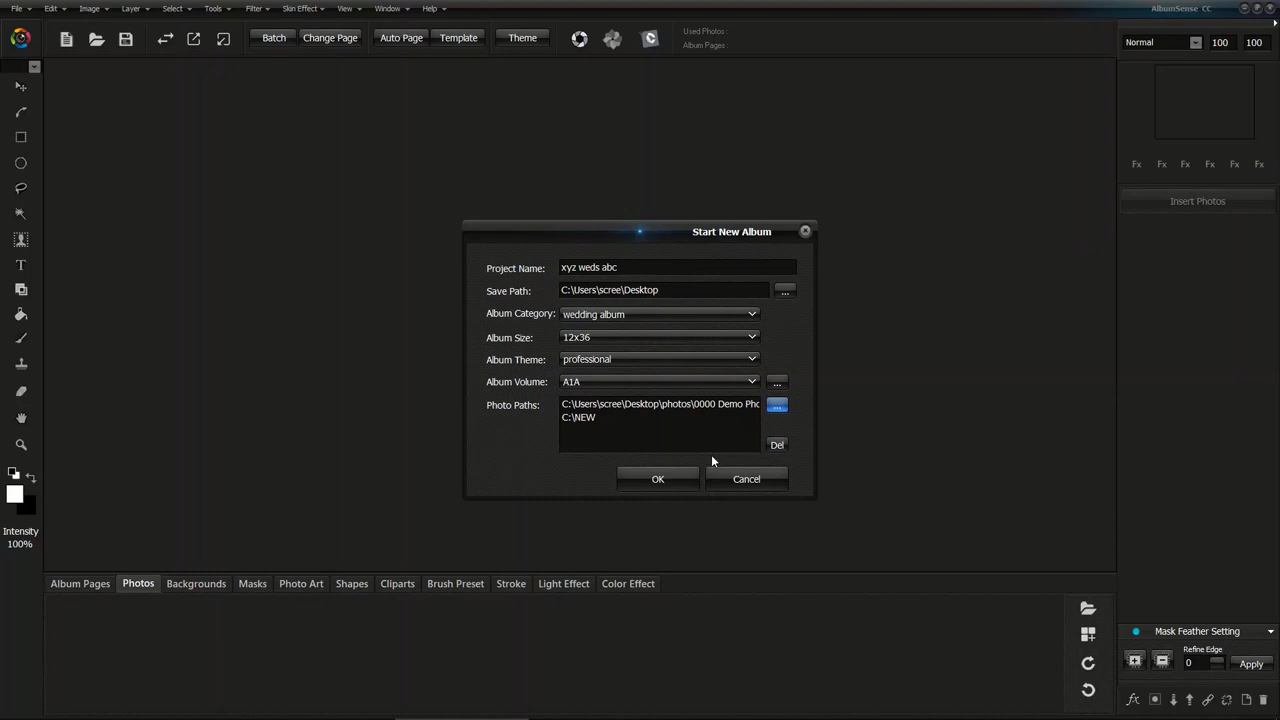 File Edit Image Layer Select Tools Filter Skin Effect View Window Help AlbumSense CC
Batch Change Page Auto Page Template Theme
Used Photos :
Album Pages :
Normal 100 100
Fx Fx Fx Fx Fx Fx
Insert Photos
Start New Album
Project Name: xyz weds abc
Save Path: C:\Users\scree\Desktop ...
Album Category: wedding album
Album Size: 12x36
Album Theme: professional
Album Volume: A1A ...
Photo Paths: C:\Users\scree\Desktop\photos\0000 Demo Pho ...
C:\NEW
Del
OK Cancel
T
Intensity
100%
Album Pages Photos Backgrounds Masks Photo Art Shapes Cliparts Brush Preset Stroke Light Effect Color Effect
Mask Feather Setting
Refine Edge
0 Apply
fx